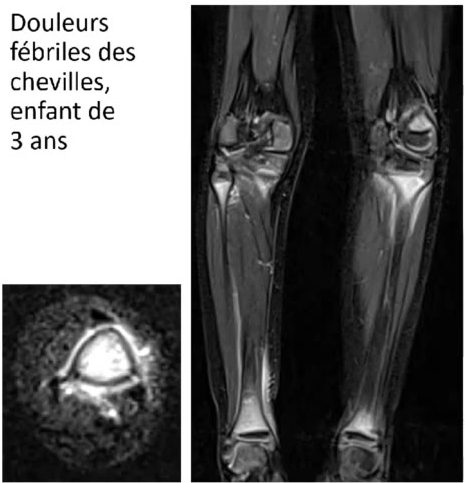 Douleurs
fébriles des
chevilles,
enfant de
3 ans